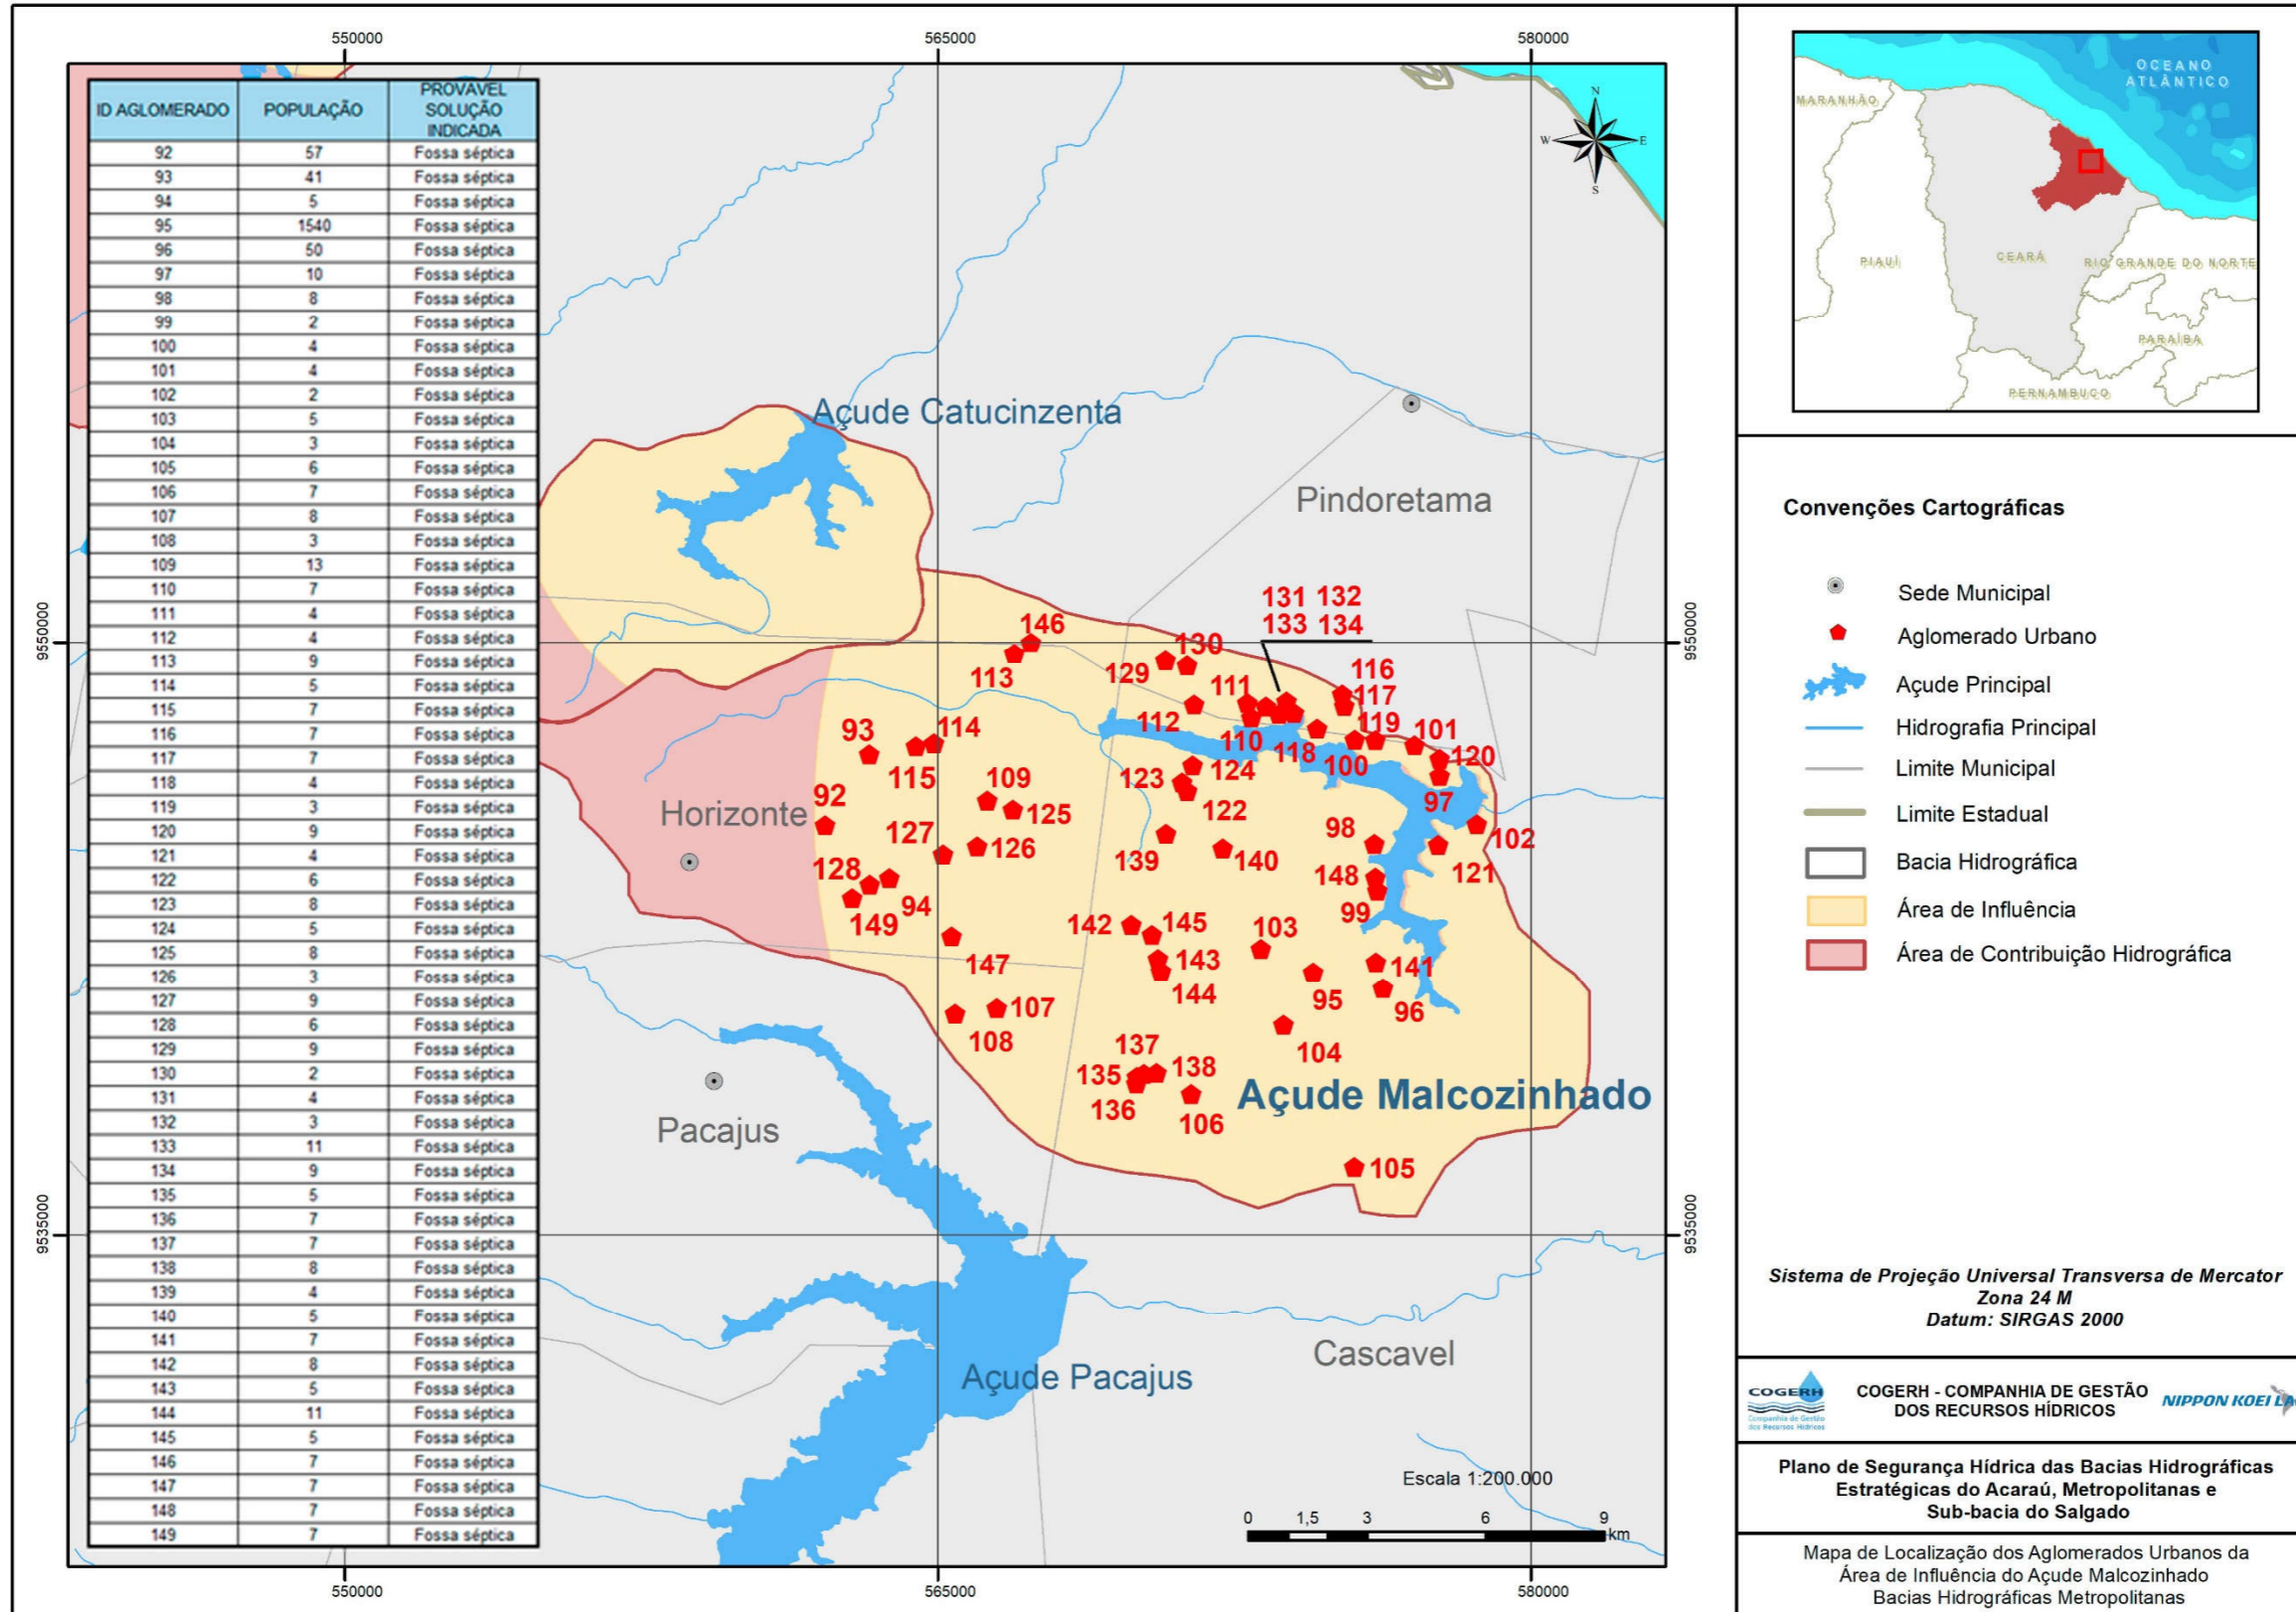 550000
565000
580000
ID AGLOMERADO POPULAÇÃO PROVÁVEL SOLUÇÃO INDICADA
92 57 Fossa séptica
93 41 Fossa séptica
94 5 Fossa séptica
95 1540 Fossa séptica
96 50 Fossa séptica
97 10 Fossa séptica
98 8 Fossa séptica
99 2 Fossa séptica
100 4 Fossa séptica
101 4 Fossa séptica
102 2 Fossa séptica
103 5 Fossa séptica
104 3 Fossa séptica
105 6 Fossa séptica
106 7 Fossa séptica
107 8 Fossa séptica
108 3 Fossa séptica
109 13 Fossa séptica
110 7 Fossa séptica
111 4 Fossa séptica
112 4 Fossa séptica
113 9 Fossa séptica
114 5 Fossa séptica
115 7 Fossa séptica
116 7 Fossa séptica
117 7 Fossa séptica
118 4 Fossa séptica
119 3 Fossa séptica
120 9 Fossa séptica
121 4 Fossa séptica
122 6 Fossa séptica
123 8 Fossa séptica
124 5 Fossa séptica
125 8 Fossa séptica
126 3 Fossa séptica
127 9 Fossa séptica
128 6 Fossa séptica
129 9 Fossa séptica
130 2 Fossa séptica
131 4 Fossa séptica
132 3 Fossa séptica
133 11 Fossa séptica
134 9 Fossa séptica
135 5 Fossa séptica
136 7 Fossa séptica
137 7 Fossa séptica
138 8 Fossa séptica
139 4 Fossa séptica
140 5 Fossa séptica
141 7 Fossa séptica
142 8 Fossa séptica
143 5 Fossa séptica
144 11 Fossa séptica
145 5 Fossa séptica
146 7 Fossa séptica
147 7 Fossa séptica
148 7 Fossa séptica
149 7 Fossa séptica
N
W E
S
Açude Catucinzenta
Pindoretama
9550000
9550000
131 132
133 134
146
130
129
113
116
111
117
112
93
114
110
118
119
101
120
100
115
123
124
109
92
122
97
125
98
102
127
126
139
140
121
128
148
94
149
99
142
145
103
147
143
141
144
95
96
107
108
104
137
135
138
136
106
105
Horizonte
Açude Malcozinhado
Pacajus
9535000
9535000
Cascavel
Açude Pacajus
Escala 1:200.000
0 1,5 3 6 9
km
550000
565000
580000
OCEANO
ATLÂNTICO
MARANHÃO
PIAUÍ
CEARÁ
RIO GRANDE DO NORTE
PARAÍBA
PERNAMBUCO
Convenções Cartográficas
Sede Municipal
Aglomerado Urbano
Açude Principal
Hidrografia Principal
Limite Municipal
Limite Estadual
Bacia Hidrográfica
Área de Influência
Área de Contribuição Hidrográfica
Sistema de Projeção Universal Transversa de Mercator
Zona 24 M
Datum: SIRGAS 2000
COGERH
Companhia de Gestão
dos Recursos Hídricos
COGERH - COMPANHIA DE GESTÃO
DOS RECURSOS HÍDRICOS
NIPPON KOEI LAC
Plano de Segurança Hídrica das Bacias Hidrográficas
Estratégicas do Acaraú, Metropolitanas e
Sub-bacia do Salgado
Mapa de Localização dos Aglomerados Urbanos da
Área de Influência do Açude Malcozinhado
Bacias Hidrográficas Metropolitanas